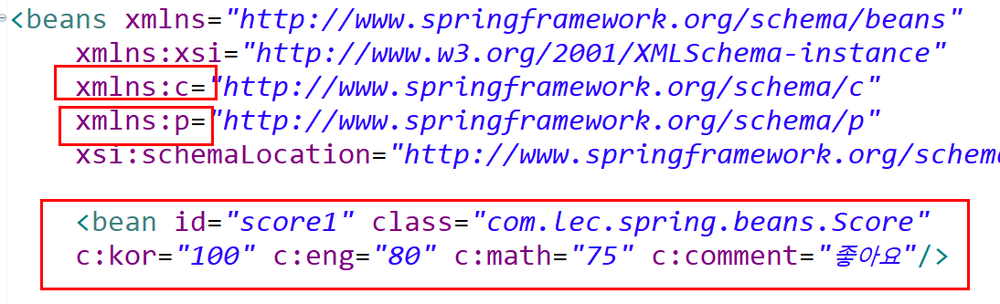 <beans xmlns="http://www.springframework.org/schema/beans"
xmlns:xsi="http://www.w3.org/2001/XMLSchema-instance"
xmlns:c="http://www.springframework.org/schema/c"
xmlns:p="http://www.springframework.org/schema/p"
xsi:schemaLocation="http://www.springframework.org/schem
<bean id="score1" class="com.lec.spring.beans.Score"
c:kor="100" c:eng="80" c:math="75" c:comment="좋아요"/>